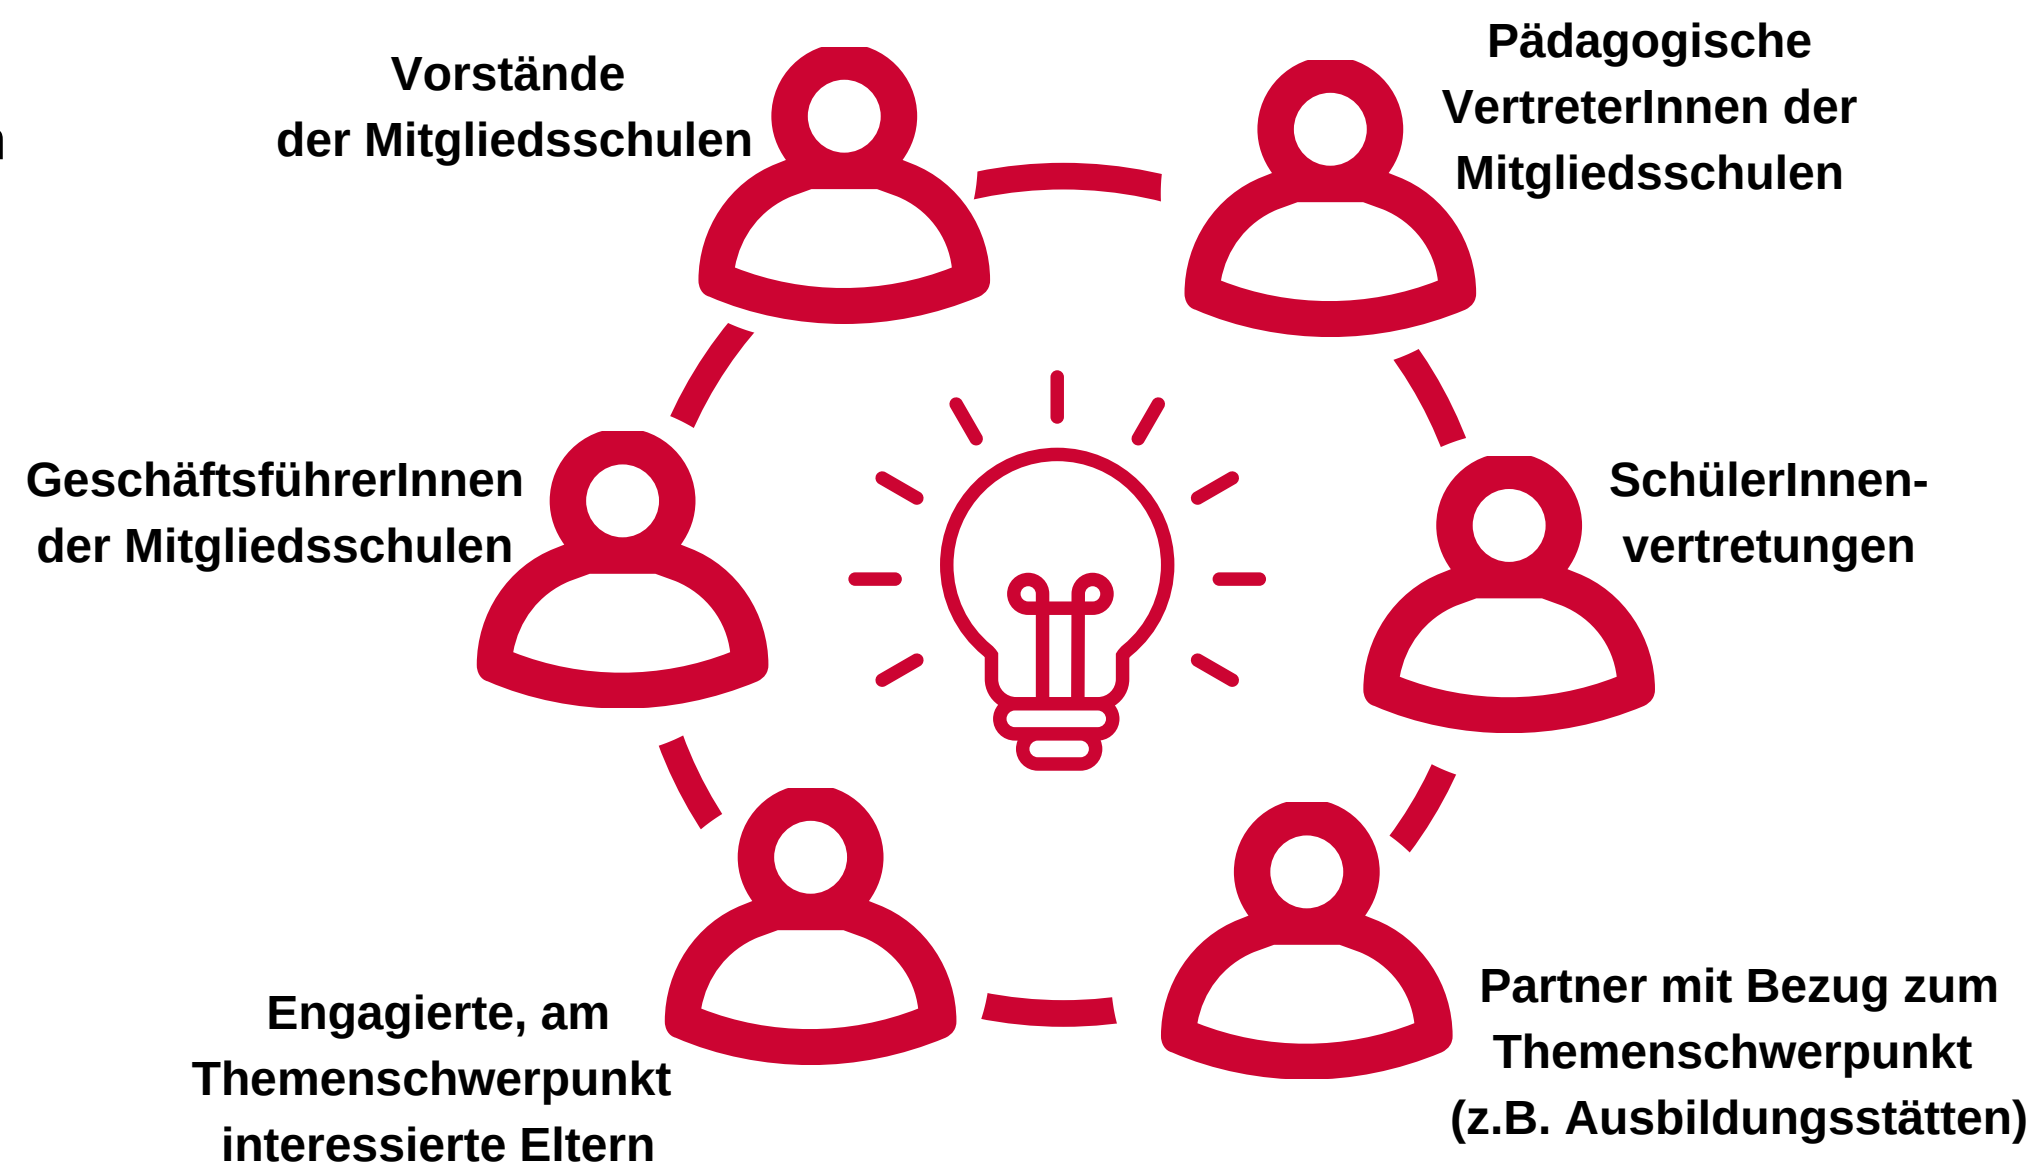 Vorstände
der Mitgliedsschulen
Pädagogische
VertreterInnen der
Mitgliedsschulen
GeschäftsführerInnen
der Mitgliedsschulen
SchülerInnen-
vertretungen
Engagierte, am
Themenschwerpunkt
interessierte Eltern
Partner mit Bezug zum
Themenschwerpunkt
(z.B. Ausbildungsstätten)